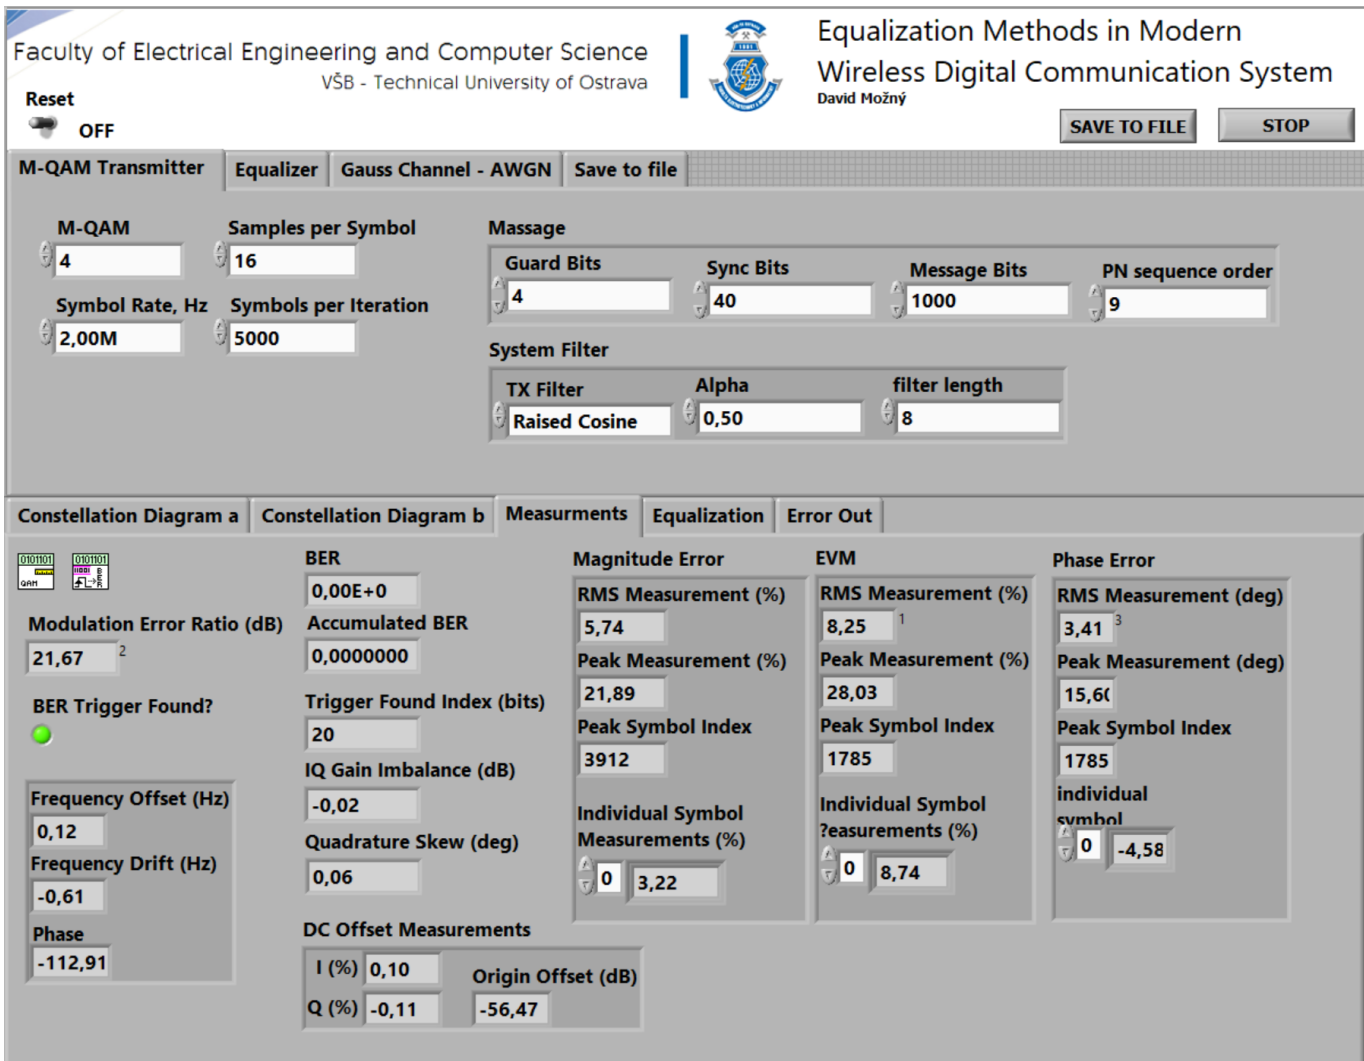 Faculty of Electrical Engineering and Computer Science
VŠB - Technical University of Ostrava
Equalization Methods in Modern
Wireless Digital Communication System
David Možný
Reset
OFF
SAVE TO FILE
STOP
M-QAM Transmitter
Equalizer
Gauss Channel - AWGN
Save to file
M-QAM
4
Samples per Symbol
16
Symbol Rate, Hz
2,00M
Symbols per Iteration
5000
Massage
Guard Bits
4
Sync Bits
40
Message Bits
1000
PN sequence order
9
System Filter
TX Filter
Raised Cosine
Alpha
0,50
filter length
8
Constellation Diagram a
Constellation Diagram b
Measurments
Equalization
Error Out
0101101
QAM
0101101
Modulation Error Ratio (dB)
21,67
2
BER Trigger Found?
Frequency Offset (Hz)
0,12
Frequency Drift (Hz)
-0,61
Phase
-112,91
BER
0,00E+0
Accumulated BER
0,0000000
Trigger Found Index (bits)
20
IQ Gain Imbalance (dB)
-0,02
Quadrature Skew (deg)
0,06
DC Offset Measurements
I (%) 0,10
Q (%) -0,11
Origin Offset (dB)
-56,47
Magnitude Error
RMS Measurement (%)
5,74
Peak Measurement (%)
21,89
Peak Symbol Index
3912
Individual Symbol
Measurements (%)
0 3,22
EVM
RMS Measurement (%)
8,25
1
Peak Measurement (%)
28,03
Peak Symbol Index
1785
Individual Symbol
?easurements (%)
0 8,74
Phase Error
RMS Measurement (deg)
3,41
3
Peak Measurement (deg)
15,6
Peak Symbol Index
1785
individual
symbol
0 -4,58